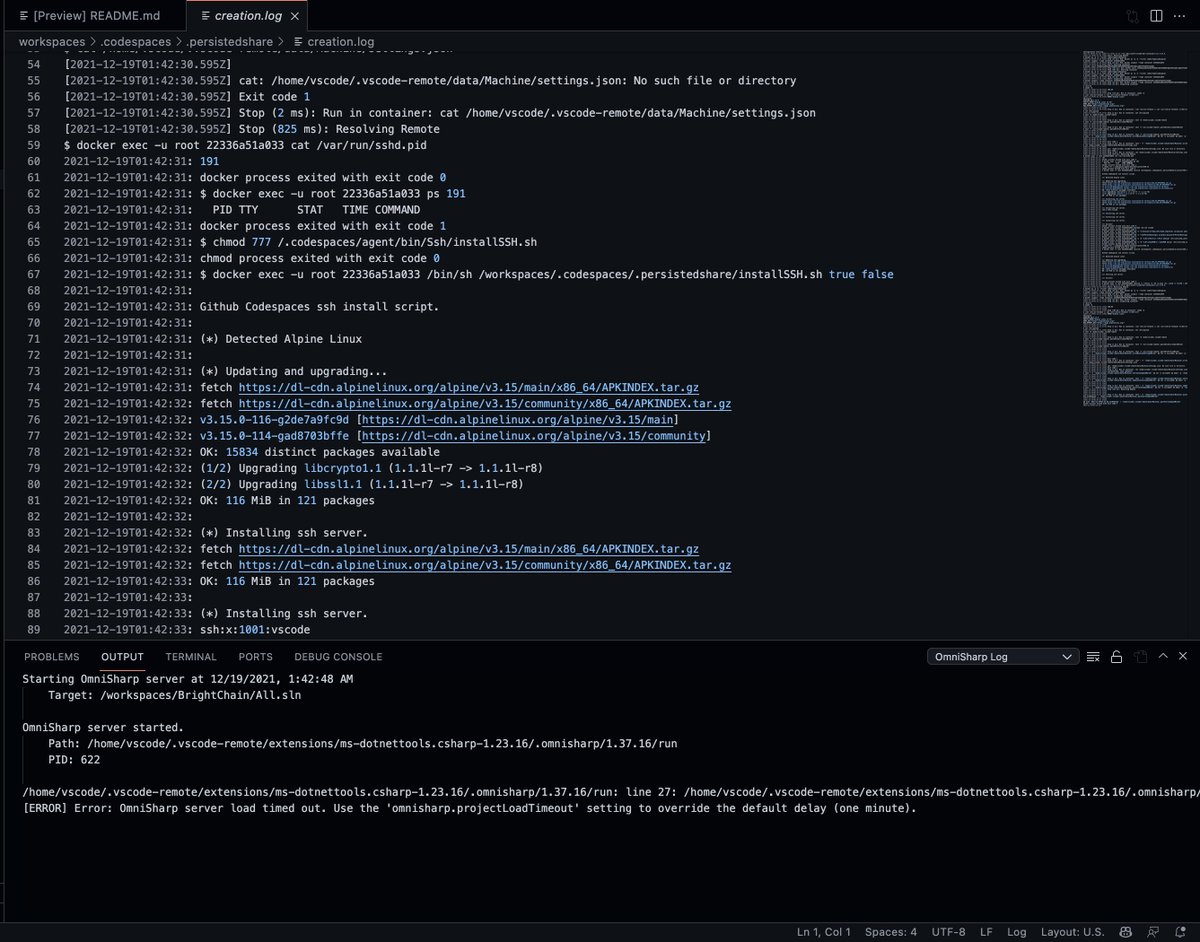 [Preview] README.md
creation.log
workspaces > .codespaces > .persistedshare > creation.log
54 [2021-12-19T01:42:30.595Z]
55 [2021-12-19T01:42:30.595Z] cat: /home/vscode/.vscode-remote/data/Machine/settings.json: No such file or directory
56 [2021-12-19T01:42:30.595Z] Exit code 1
57 [2021-12-19T01:42:30.595Z] Stop (2 ms): Run in container: cat /home/vscode/.vscode-remote/data/Machine/settings.json
58 [2021-12-19T01:42:30.595Z] Stop (825 ms): Resolving Remote
59 $ docker exec -u root 22336a51a033 cat /var/run/sshd.pid
60 2021-12-19T01:42:31: 191
61 2021-12-19T01:42:31: docker process exited with exit code 0
62 2021-12-19T01:42:31: $ docker exec -u root 22336a51a033 ps 191
63 2021-12-19T01:42:31: PID TTY STAT TIME COMMAND
64 2021-12-19T01:42:31: docker process exited with exit code 1
65 2021-12-19T01:42:31: $ chmod 777 /.codespaces/agent/bin/Ssh/installSSH.sh
66 2021-12-19T01:42:31: chmod process exited with exit code 0
67 2021-12-19T01:42:31: $ docker exec -u root 22336a51a033 /bin/sh /workspaces/.codespaces/.persistedshare/installSSH.sh true false
68 2021-12-19T01:42:31:
69 2021-12-19T01:42:31: Github Codespaces ssh install script.
70 2021-12-19T01:42:31:
71 2021-12-19T01:42:31: (*) Detected Alpine Linux
72 2021-12-19T01:42:31:
73 2021-12-19T01:42:31: (*) Updating and upgrading...
74 2021-12-19T01:42:31: fetch https://dl-cdn.alpinelinux.org/alpine/v3.15/main/x86_64/APKINDEX.tar.gz
75 2021-12-19T01:42:32: fetch https://dl-cdn.alpinelinux.org/alpine/v3.15/community/x86_64/APKINDEX.tar.gz
76 2021-12-19T01:42:32: v3.15.0-116-g2de7a9fc9d [https://dl-cdn.alpinelinux.org/alpine/v3.15/main]
77 2021-12-19T01:42:32: v3.15.0-114-gad8703bffe [https://dl-cdn.alpinelinux.org/alpine/v3.15/community]
78 2021-12-19T01:42:32: OK: 15834 distinct packages available
79 2021-12-19T01:42:32: (1/2) Upgrading libcrypto1.1 (1.1.1l-r7 -> 1.1.1l-r8)
80 2021-12-19T01:42:32: (2/2) Upgrading libssl1.1 (1.1.1l-r7 -> 1.1.1l-r8)
81 2021-12-19T01:42:32: OK: 116 MiB in 121 packages
82 2021-12-19T01:42:32:
83 2021-12-19T01:42:32: (*) Installing ssh server.
84 2021-12-19T01:42:32: fetch https://dl-cdn.alpinelinux.org/alpine/v3.15/main/x86_64/APKINDEX.tar.gz
85 2021-12-19T01:42:32: fetch https://dl-cdn.alpinelinux.org/alpine/v3.15/community/x86_64/APKINDEX.tar.gz
86 2021-12-19T01:42:33: OK: 116 MiB in 121 packages
87 2021-12-19T01:42:33:
88 2021-12-19T01:42:33: (*) Installing ssh server.
89 2021-12-19T01:42:33: ssh:x:1001:vscode
PROBLEMS OUTPUT TERMINAL PORTS DEBUG CONSOLE OmniSharp Log
Starting OmniSharp server at 12/19/2021, 1:42:48 AM
Target: /workspaces/BrightChain/All.sln
OmniSharp server started.
Path: /home/vscode/.vscode-remote/extensions/ms-dotnettools.csharp-1.23.16/.omnisharp/1.37.16/run
PID: 622
/home/vscode/.vscode-remote/extensions/ms-dotnettools.csharp-1.23.16/.omnisharp/1.37.16/run: line 27: /home/vscode/.vscode-remote/extensions/ms-dotnettools.csharp-1.23.16/.omnisharp/
[ERROR] Error: OmniSharp server load timed out. Use the 'omnisharp.projectLoadTimeout' setting to override the default delay (one minute).
Ln 1, Col 1 Spaces: 4 UTF-8 LF Log Layout: U.S.